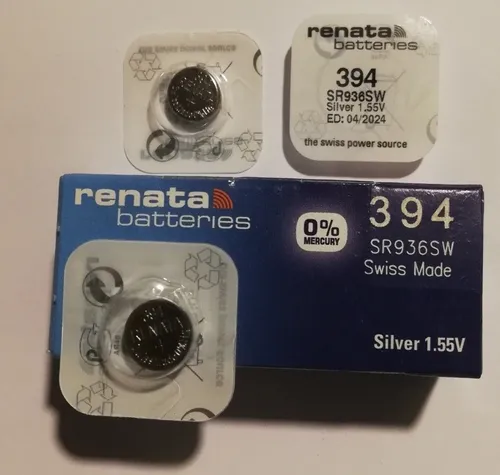 renata
batteries
394
SR936SW
Silver 1.55V
ED: 04/2024
the swiss power source
renata
batteries
0%
MERCURY
394
SR936SW
Swiss Made
Silver 1.55V